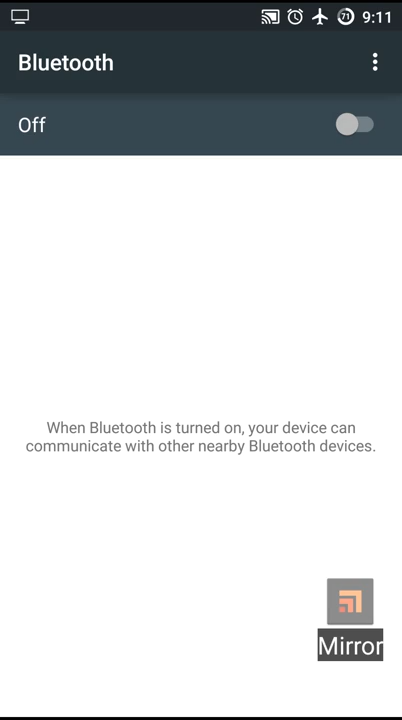 71 9:11
Bluetooth
Off
When Bluetooth is turned on, your device can
communicate with other nearby Bluetooth devices.
Mirror